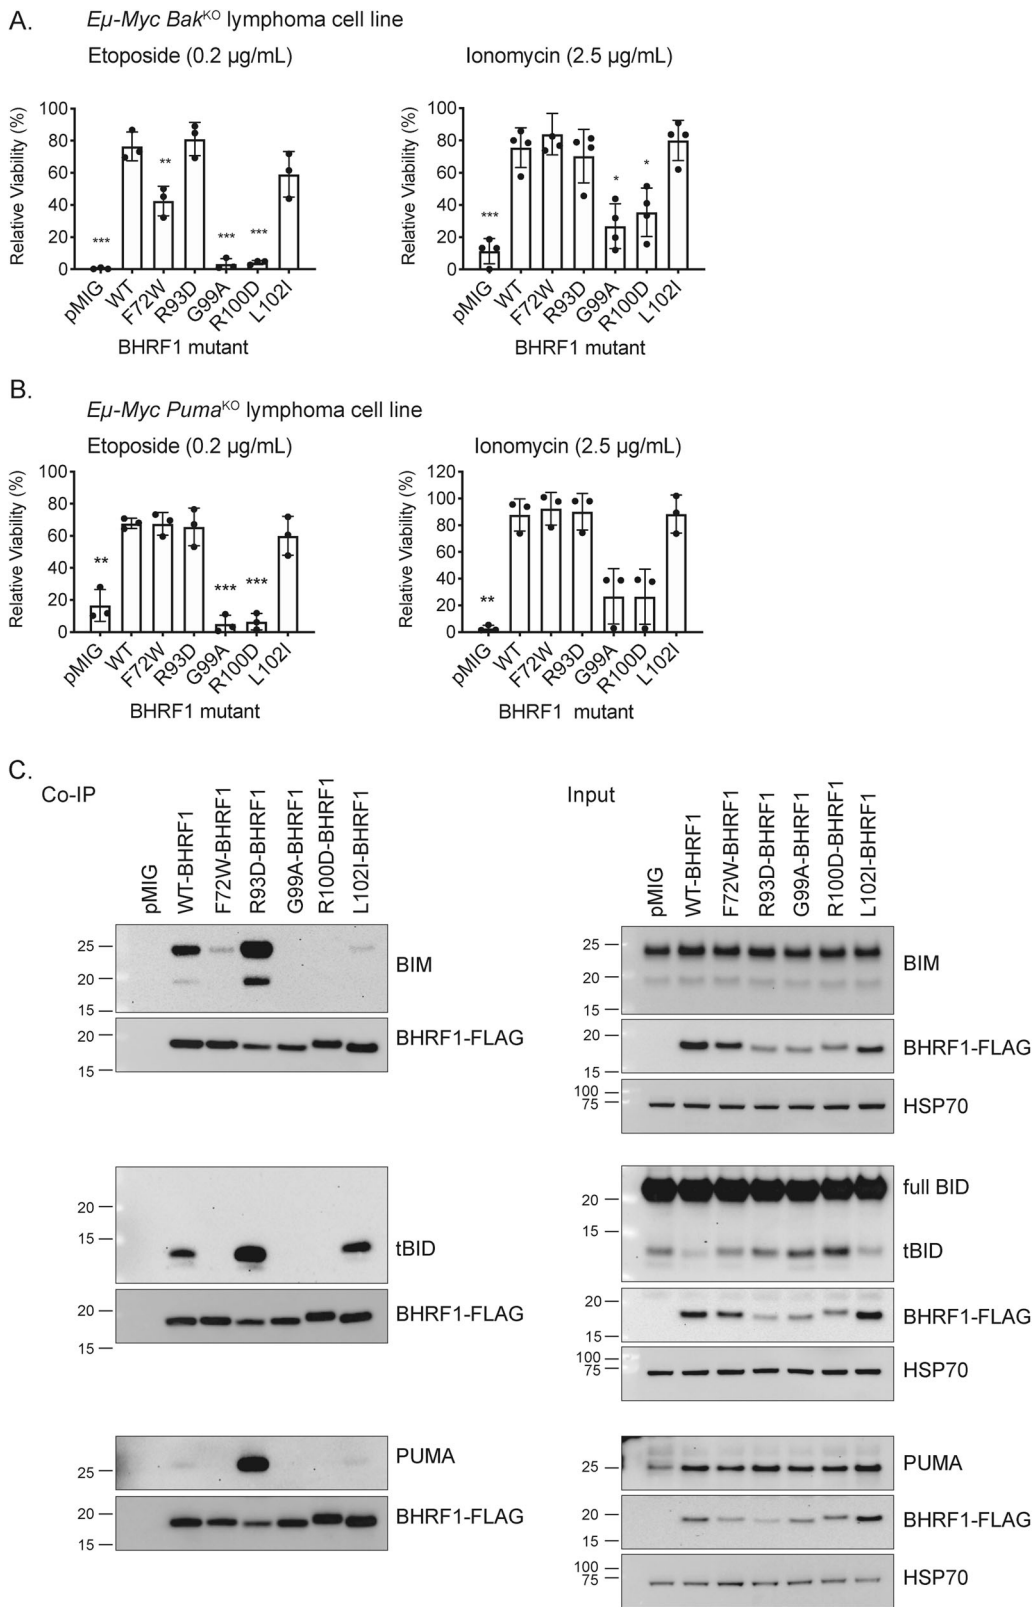 A.
Eµ-Myc Bak^KO lymphoma cell line
Etoposide (0.2 µg/mL)
Relative Viability (%)
100
80
60
40
20
0
***
**
***
***
pMIG
WT
F72W
R93D
G99A
R100D
L102I
BHRF1 mutant
Ionomycin (2.5 µg/mL)
Relative Viability (%)
100
80
60
40
20
0
***
*
*
pMIG
WT
F72W
R93D
G99A
R100D
L102I
BHRF1 mutant
B.
Eµ-Myc Puma^KO lymphoma cell line
Etoposide (0.2 µg/mL)
Relative Viability (%)
100
80
60
40
20
0
**
***
***
pMIG
WT
F72W
R93D
G99A
R100D
L102I
BHRF1 mutant
Ionomycin (2.5 µg/mL)
Relative Viability (%)
120
100
80
60
40
20
0
**
pMIG
WT
F72W
R93D
G99A
R100D
L102I
BHRF1 mutant
C.
Co-IP
pMIG
WT-BHRF1
F72W-BHRF1
R93D-BHRF1
G99A-BHRF1
R100D-BHRF1
L102I-BHRF1
25
20
15
BIM
20
15
BHRF1-FLAG
20
15
tBID
20
15
BHRF1-FLAG
25
PUMA
20
15
BHRF1-FLAG
Input
pMIG
WT-BHRF1
F72W-BHRF1
R93D-BHRF1
G99A-BHRF1
R100D-BHRF1
L102I-BHRF1
25
20
15
BIM
20
15
BHRF1-FLAG
100
75
HSP70
20
15
full BID
tBID
20
15
BHRF1-FLAG
100
75
HSP70
25
PUMA
20
15
BHRF1-FLAG
100
75
HSP70